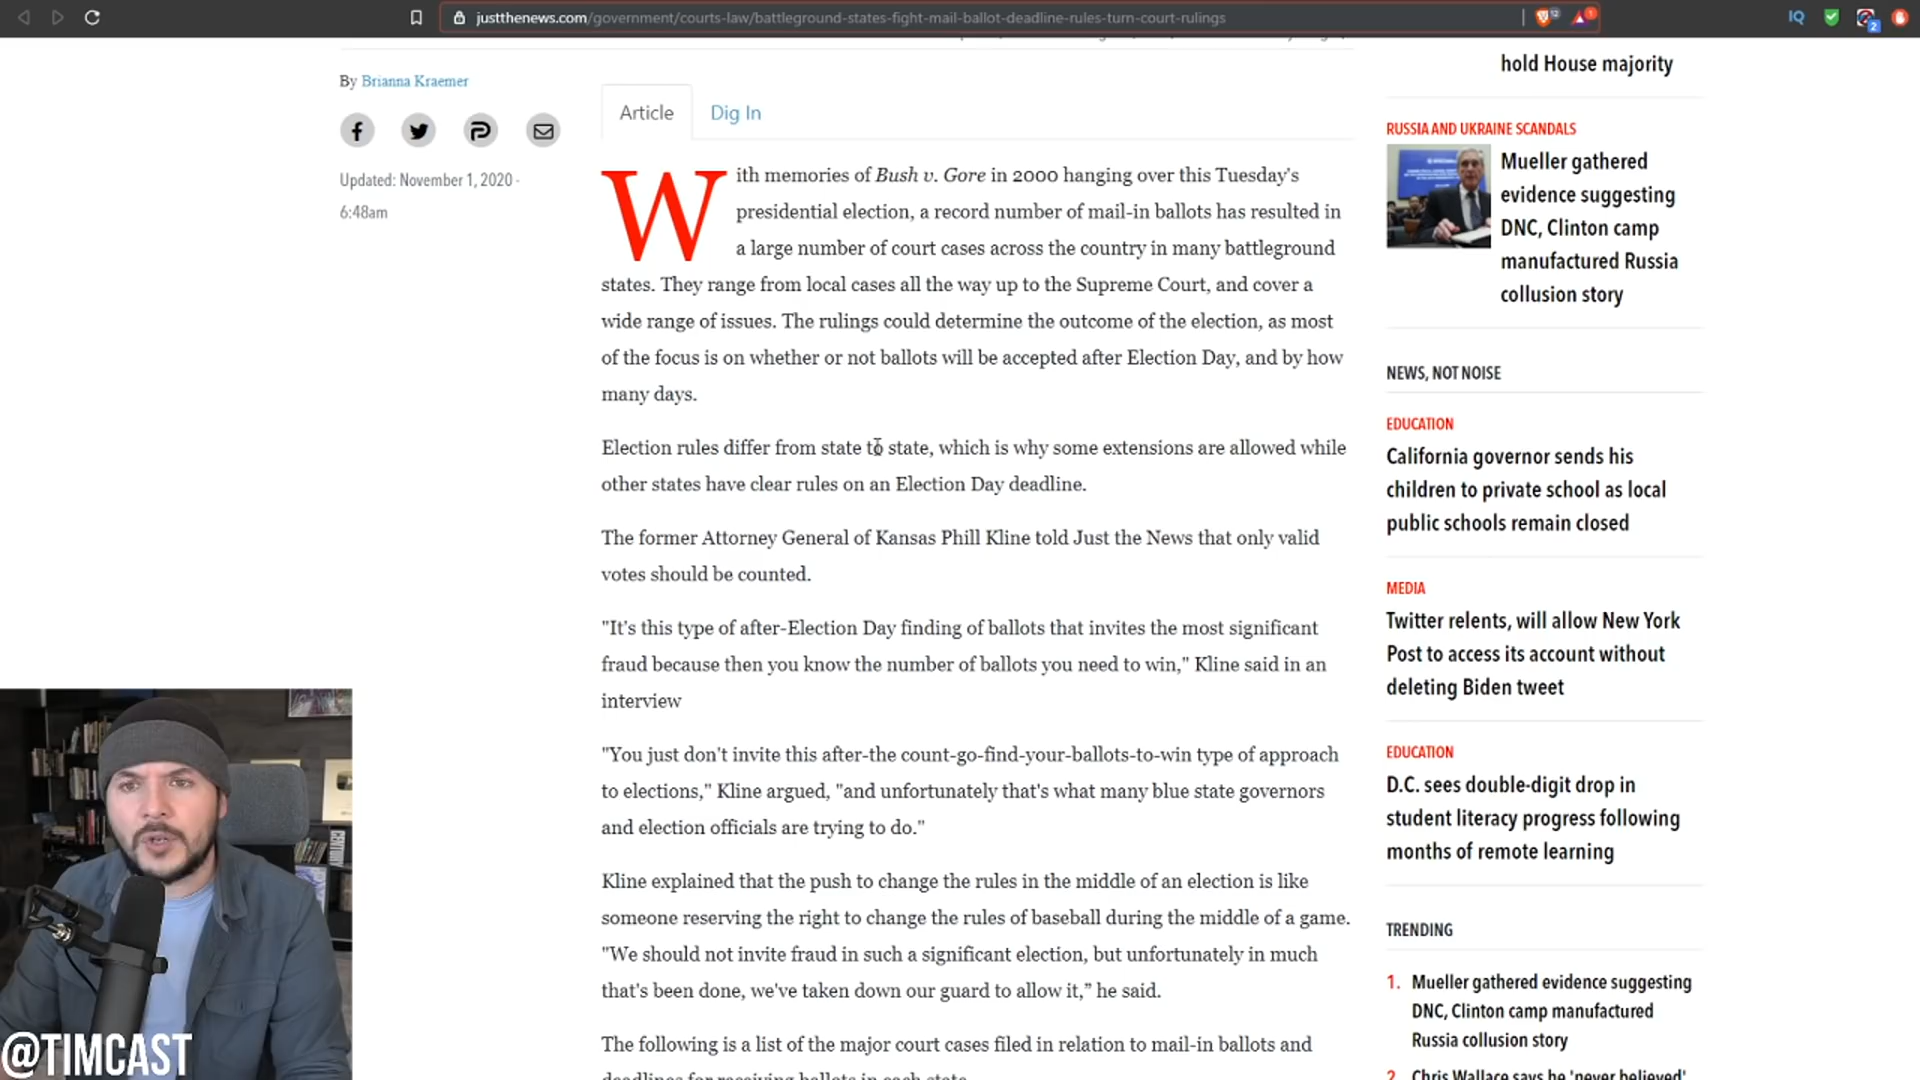 justthenews.com/government/courts-law/battleground-states-fight-mail-ballot-deadline-rules-turn-court-rulings
12
1
IQ
2
By Brianna Kraemer
Updated: November 1, 2020 -
6:48am
Article
Dig In
With memories of Bush v. Gore in 2000 hanging over this Tuesday's
presidential election, a record number of mail-in ballots has resulted in
a large number of court cases across the country in many battleground
states. They range from local cases all the way up to the Supreme Court, and cover a
wide range of issues. The rulings could determine the outcome of the election, as most
of the focus is on whether or not ballots will be accepted after Election Day, and by how
many days.
Election rules differ from state to state, which is why some extensions are allowed while
other states have clear rules on an Election Day deadline.
The former Attorney General of Kansas Phill Kline told Just the News that only valid
votes should be counted.
"It's this type of after-Election Day finding of ballots that invites the most significant
fraud because then you know the number of ballots you need to win," Kline said in an
interview
"You just don't invite this after-the count-go-find-your-ballots-to-win type of approach
to elections," Kline argued, "and unfortunately that's what many blue state governors
and election officials are trying to do."
Kline explained that the push to change the rules in the middle of an election is like
someone reserving the right to change the rules of baseball during the middle of a game.
"We should not invite fraud in such a significant election, but unfortunately in much
that's been done, we've taken down our guard to allow it,” he said.
The following is a list of the major court cases filed in relation to mail-in ballots and
deadlines for receiving ballots in each state
hold House majority
RUSSIA AND UKRAINE SCANDALS
Mueller gathered
evidence suggesting
DNC, Clinton camp
manufactured Russia
collusion story
NEWS, NOT NOISE
EDUCATION
California governor sends his
children to private school as local
public schools remain closed
MEDIA
Twitter relents, will allow New York
Post to access its account without
deleting Biden tweet
EDUCATION
D.C. sees double-digit drop in
student literacy progress following
months of remote learning
TRENDING
1. Mueller gathered evidence suggesting
DNC, Clinton camp manufactured
Russia collusion story
2. Chris Wallace says he 'never believed'
@TIMCAST